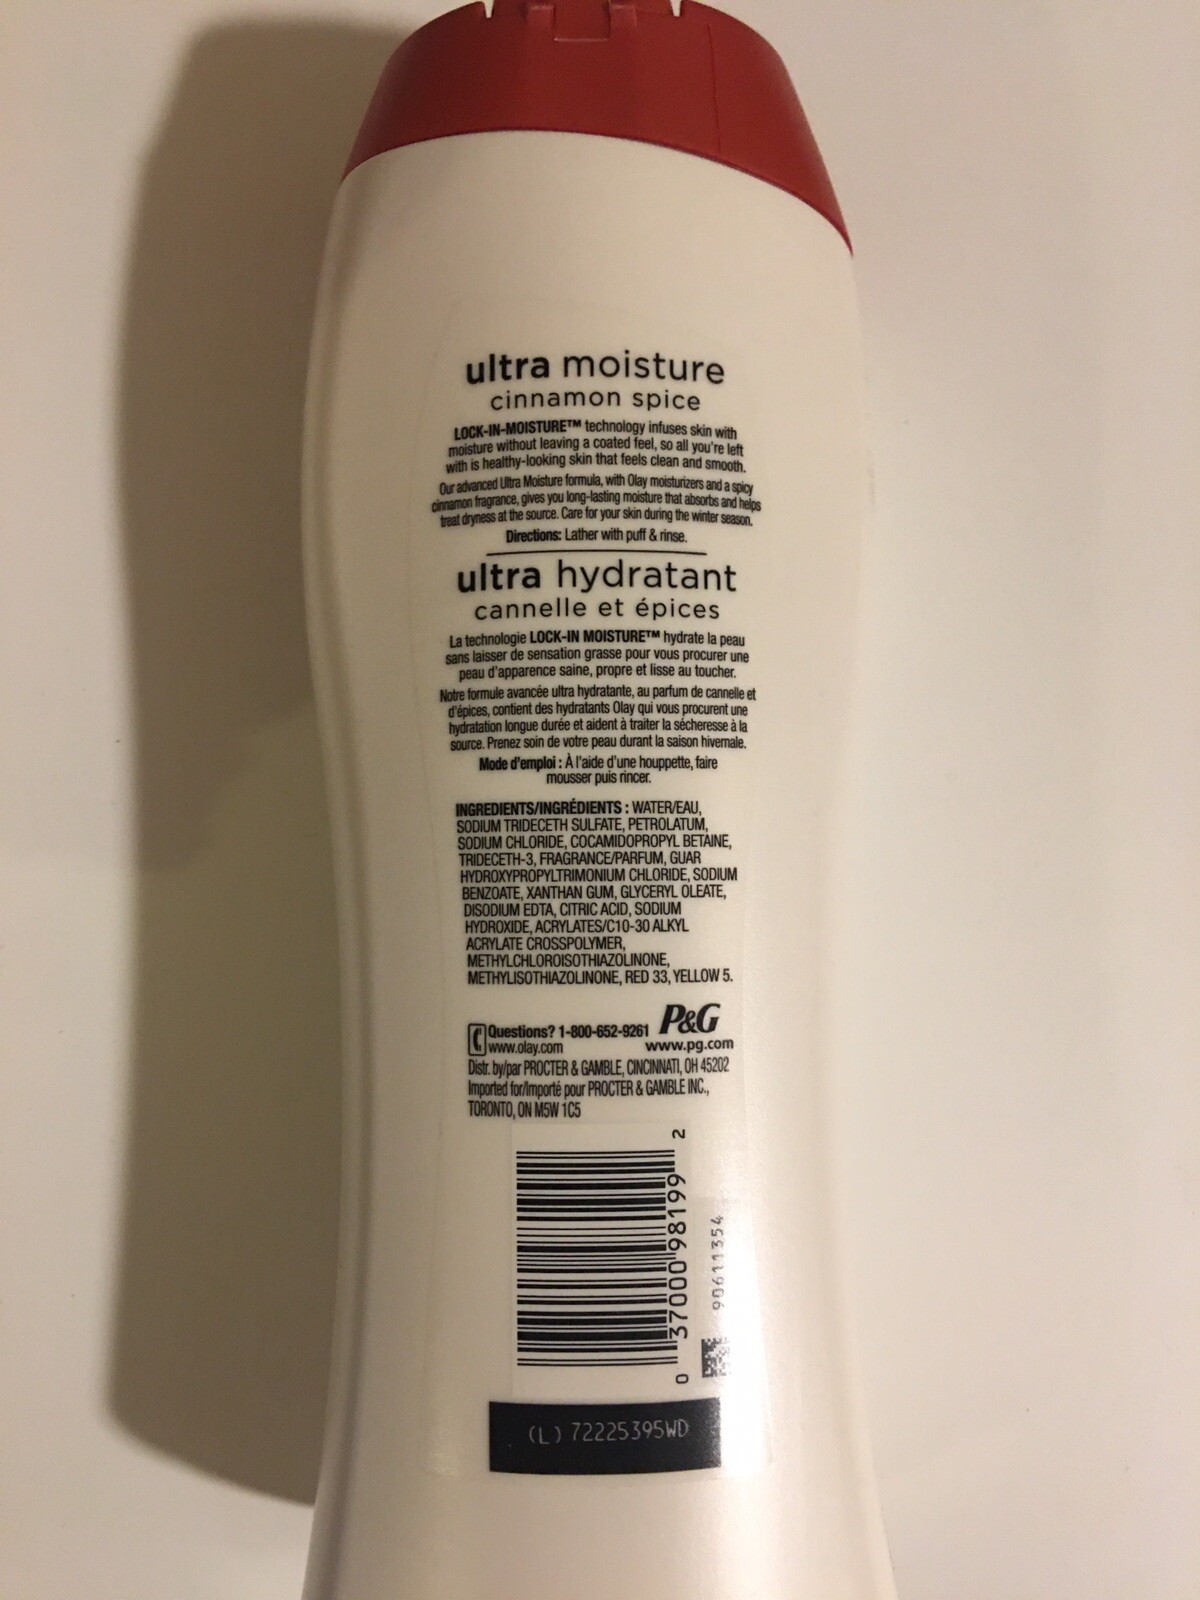 ultra moisture
cinnamon spice
LOCK-IN-MOISTURE™ technology infuses skin with
moisture without leaving a coated feel, so all you're left
with is healthy-looking skin that feels clean and smooth.
Our advanced Ultra Moisture formula, with Olay moisturizers and a spicy
cinnamon fragrance, gives you long-lasting moisture that absorbs and helps
treat dryness at the source. Care for your skin during the winter season.
Directions: Lather with puff & rinse.
ultra hydratant
cannelle et épices
La technologie LOCK-IN MOISTURE™ hydrate la peau
sans laisser de sensation grasse pour vous procurer une
peau d'apparence saine, propre et lisse au toucher.
Notre formule avancée ultra hydratante, au parfum de cannelle et
d'épices, contient des hydratants Olay qui vous procurent une
hydratation longue durée et aident à traiter la sécheresse à la
source. Prenez soin de votre peau durant la saison hivernale.
Mode d'emploi : À l'aide d'une houppette, faire
mousser puis rincer.
INGREDIENTS/INGRÉDIENTS : WATER/EAU,
SODIUM TRIDECETH SULFATE, PETROLATUM,
SODIUM CHLORIDE, COCAMIDOPROPYL BETAINE,
TRIDECETH-3, FRAGRANCE/PARFUM, GUAR
HYDROXYPROPYLTRIMONIUM CHLORIDE, SODIUM
BENZOATE, XANTHAN GUM, GLYCERYL OLEATE,
DISODIUM EDTA, CITRIC ACID, SODIUM
HYDROXIDE, ACRYLATES/C10-30 ALKYL
ACRYLATE CROSSPOLYMER,
METHYLCHLOROISOTHIAZOLINONE,
METHYLISOTHIAZOLINONE, RED 33, YELLOW 5.
Questions? 1-800-652-9261 P&G
www.olay.com www.pg.com
Distr. by/par PROCTER & GAMBLE, CINCINNATI, OH 45202
Imported for/Importé pour PROCTER & GAMBLE INC.,
TORONTO, ON M5W 1C5
0 37000 98199 2
90611354
(L) 72225395WD